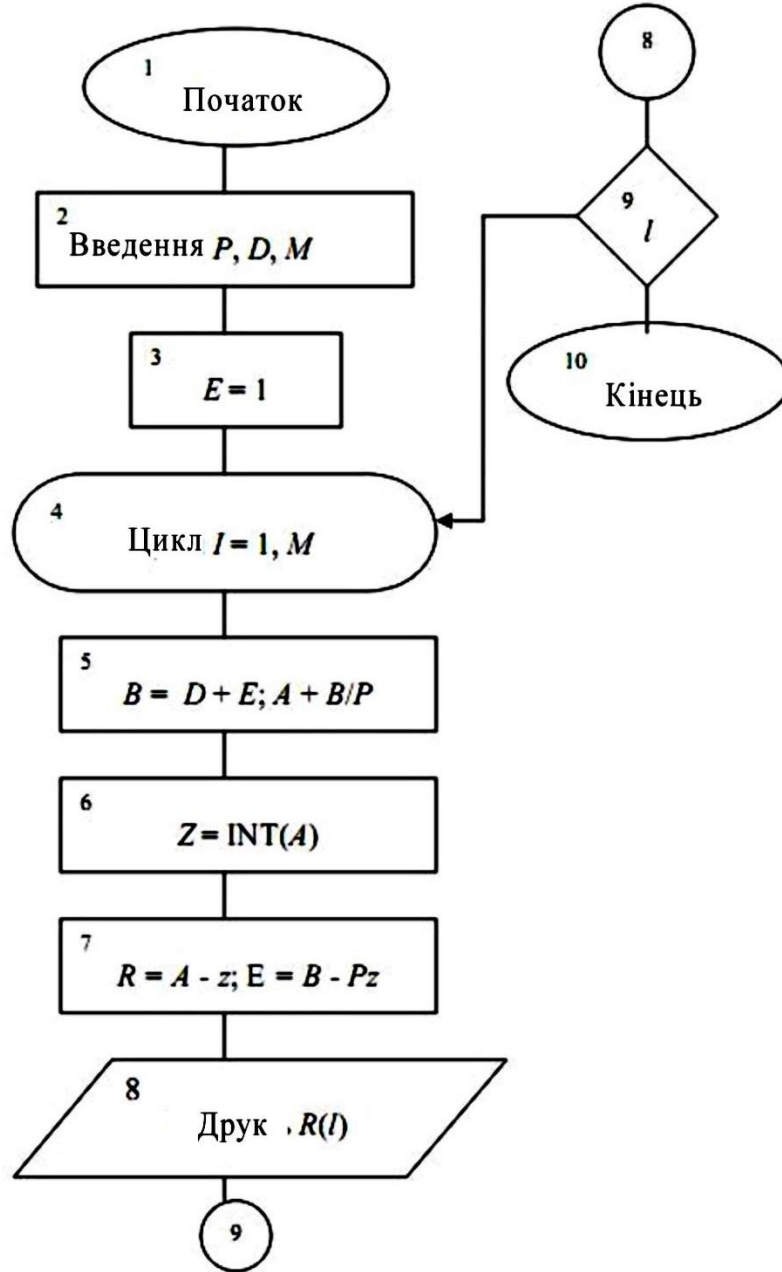 1
Початок
2
Введення P, D, M
3
E = 1
4
Цикл I = 1, M
5
B = D + E; A + B/P
6
Z = INT(A)
7
R = A - z; E = B - Pz
8
Друк R(l)
9
8
9
l
10
Кінець